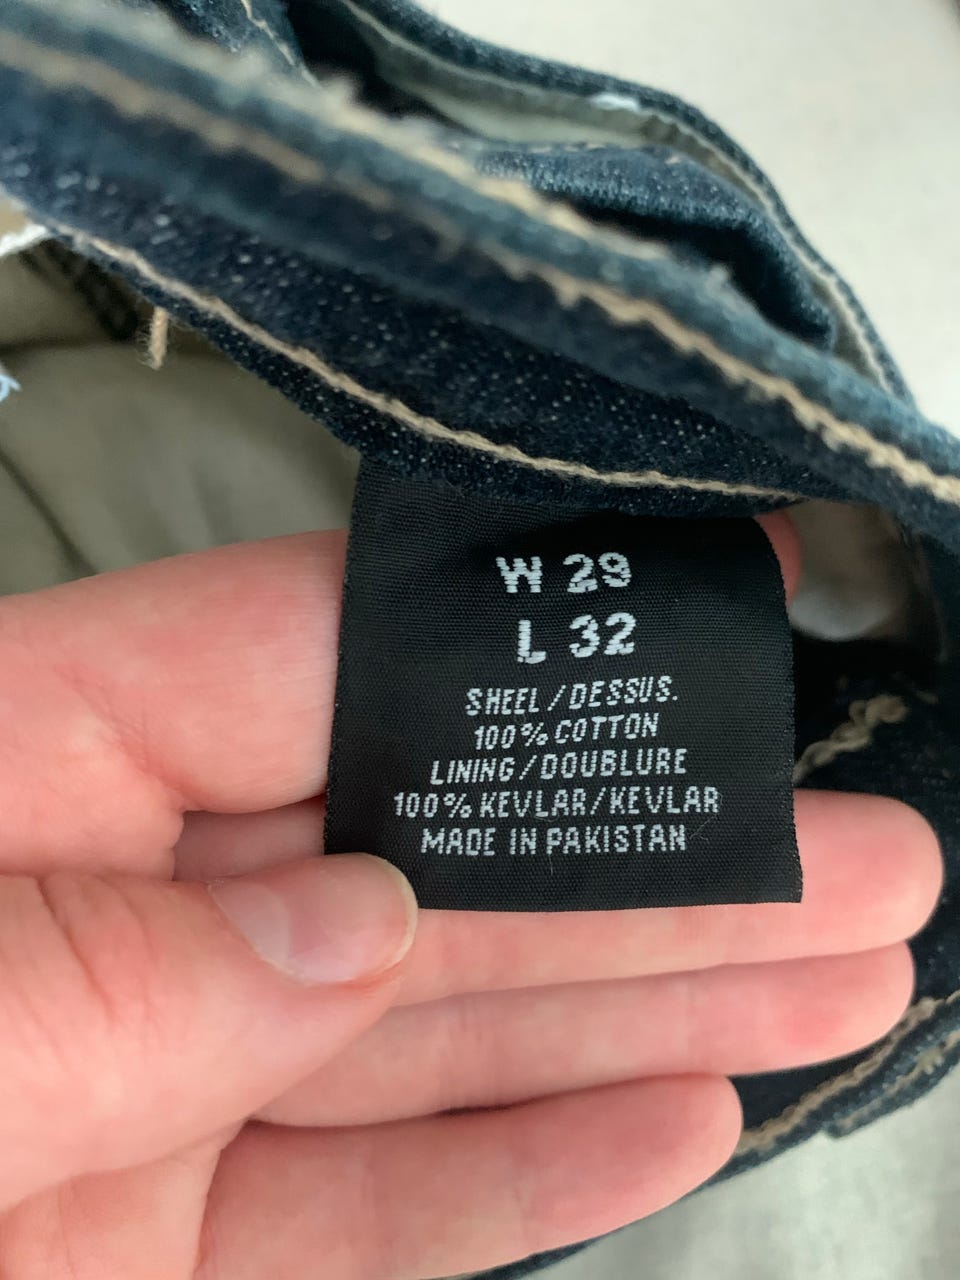 W 29
L 32
SHEEL/DESSUS.
100% COTTON
LINING/DOUBLURE
100% KEVLAR/KEVLAR
MADE IN PAKISTAN